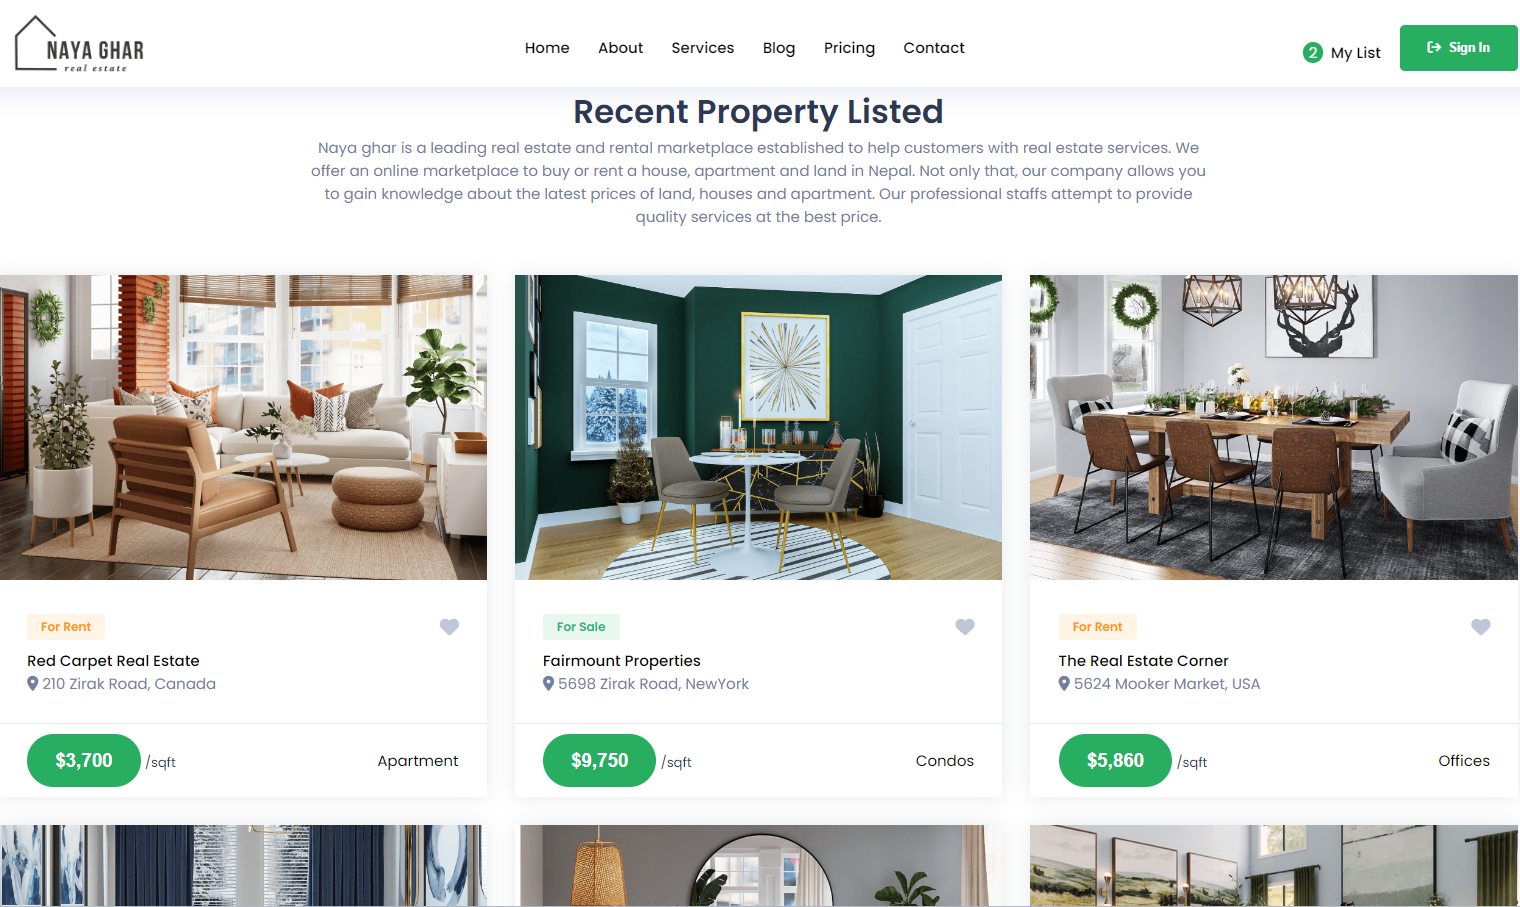 NAYA GHAR
real estate
Home About Services Blog Pricing Contact
2 My List
Sign In
Recent Property Listed
Naya ghar is a leading real estate and rental marketplace established to help customers with real estate services. We
offer an online marketplace to buy or rent a house, apartment and land in Nepal. Not only that, our company allows you
to gain knowledge about the latest prices of land, houses and apartment. Our professional staffs attempt to provide
quality services at the best price.
For Rent
Red Carpet Real Estate
210 Zirak Road, Canada
$3,700 /sqft
Apartment
For Sale
Fairmount Properties
5698 Zirak Road, NewYork
$9,750 /sqft
Condos
For Rent
The Real Estate Corner
5624 Mooker Market, USA
$5,860 /sqft
Offices